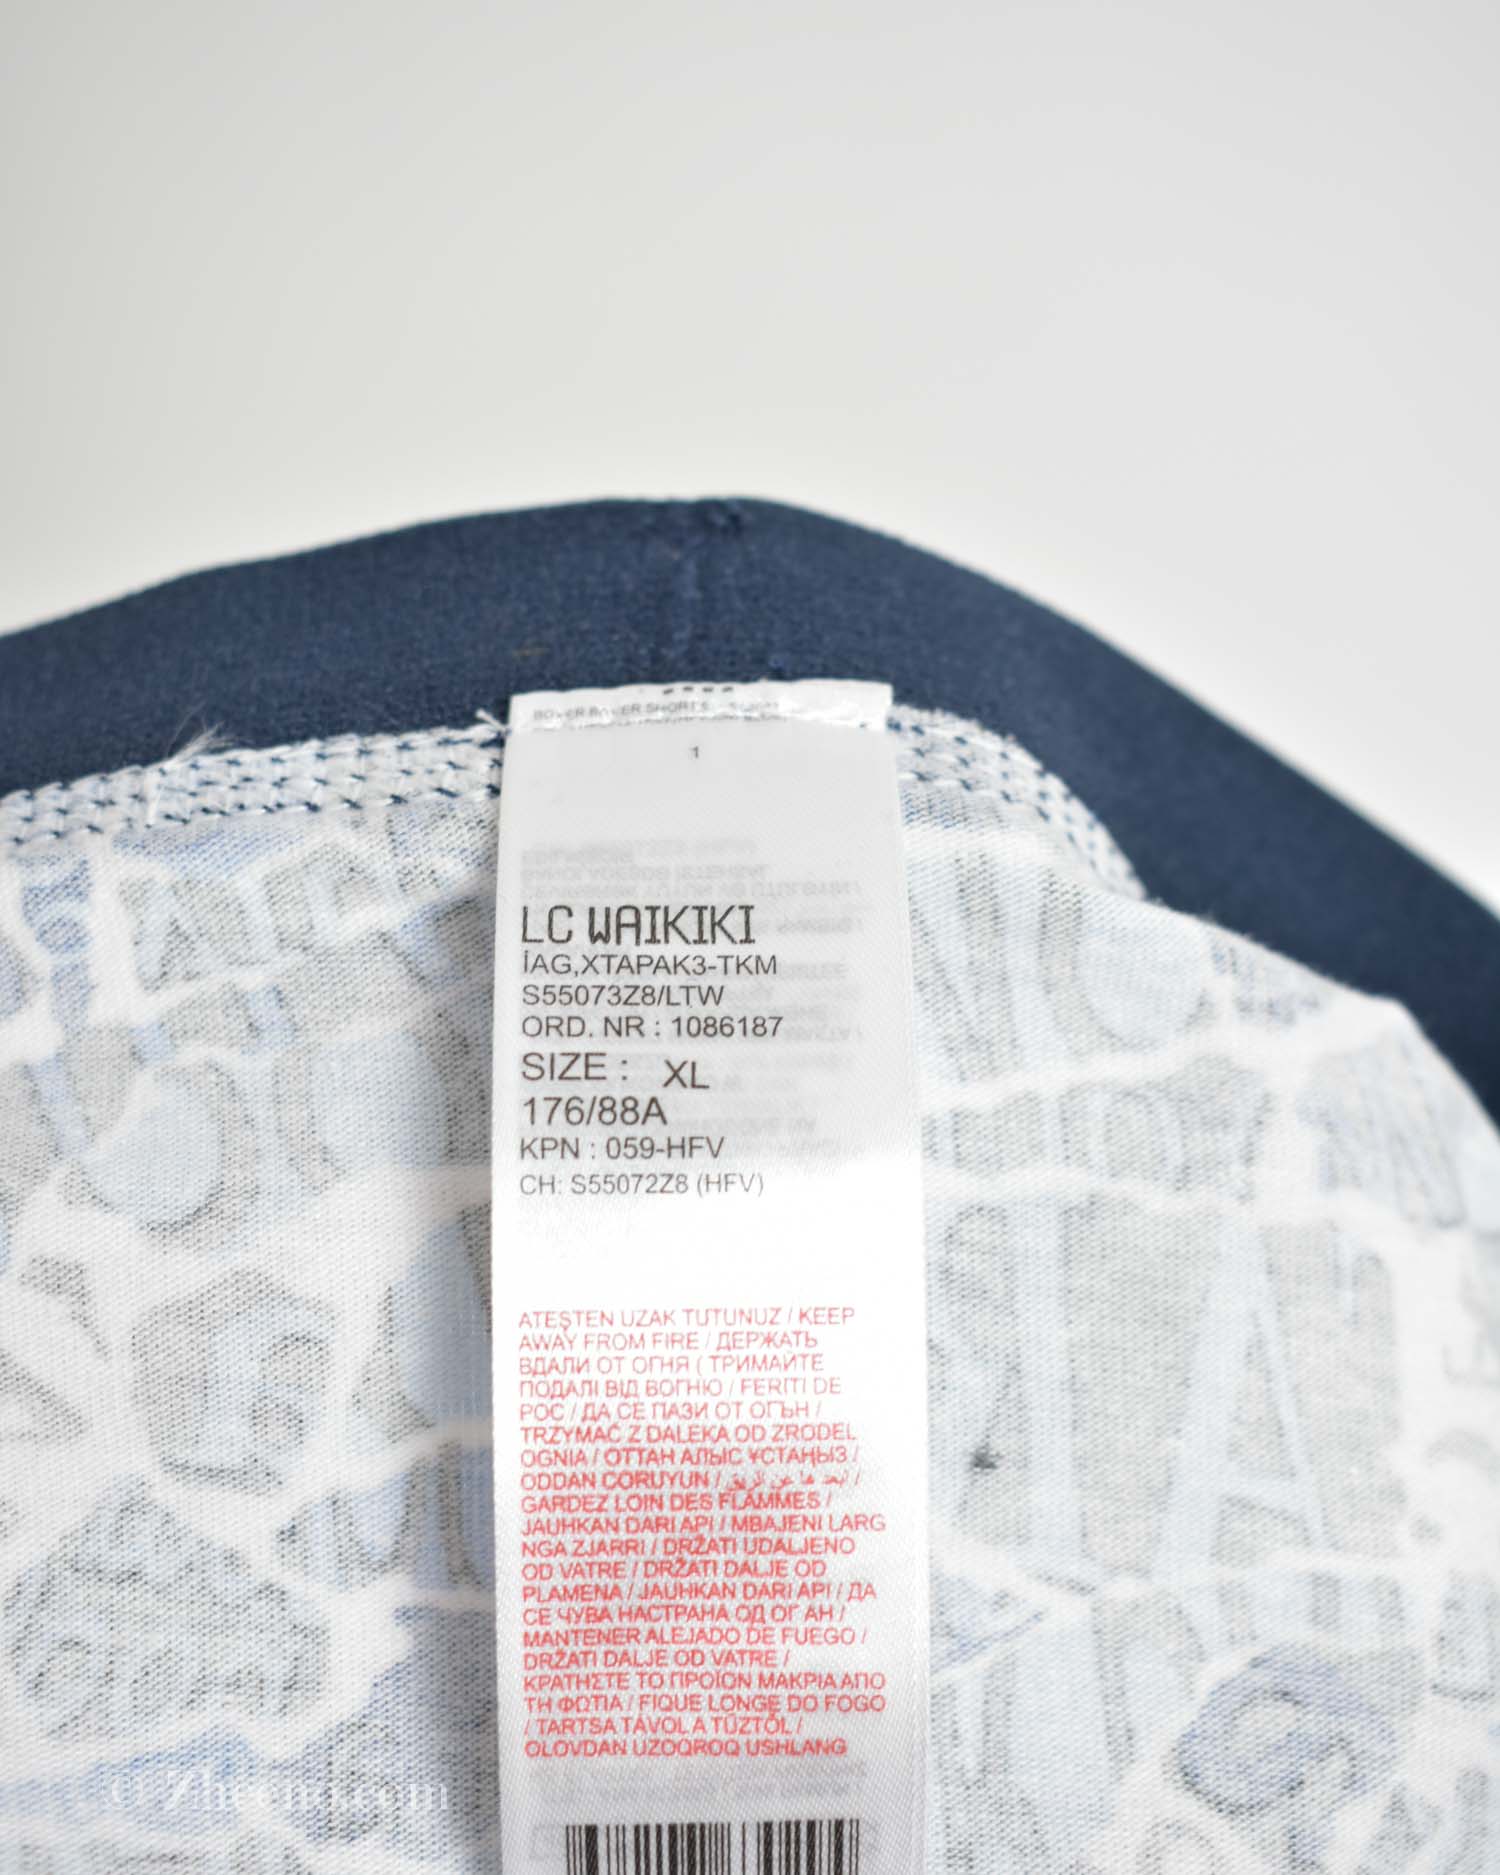 1
LC WAIKIKI
İAG,XTAPAK3-TKM
S55073Z8/LTW
ORD. NR : 1086187
SIZE : XL
176/88A
KPN : 059-HFV
CH: S55072Z8 (HFV)
ATEŞTEN UZAK TUTUNUZ / KEEP
AWAY FROM FIRE / ДЕРЖАТЬ
ВДАЛИ ОТ ОГНЯ ( ТРИМАЙТЕ
ПОДАЛІ ВІД ВОГНЮ / FERITI DE
FOC / ДА СЕ ПАЗИ ОТ ОГЪН /
TRZYMAĆ Z DALEKA OD ZRODEL
OGNIA / ОТТАН АЛЫС ҰСТАҢЫЗ /
ODDAN QORUYUN /
GARDEZ LOIN DES FLAMMES /
JAUHKAN DARI API / MBAJENI LARG
NGA ZJARRI / DRŽATI UDALJENO
OD VATRE / DRŽATI DALJE OD
PLAMENA / JAUHKAN DARI API / ДА
СЕ ЧУВА НАСТРАНА ОД ОГ АН /
MANTENER ALEJADO DE FUEGO /
DRŽATI DALJE OD VATRE /
ΚΡΑΤΗΣΤΕ ΤΟ ΠΡΟΪΟΝ ΜΑΚΡΙΑ ΑΠΟ
ΤΗ ΦΩΤΙΑ / FIQUE LONGE DO FOGO
/ TARTSA TÁVOL A TŰZTŐL /
OLOVDAN UZOQROQ USHLANG
© Zheeno.com